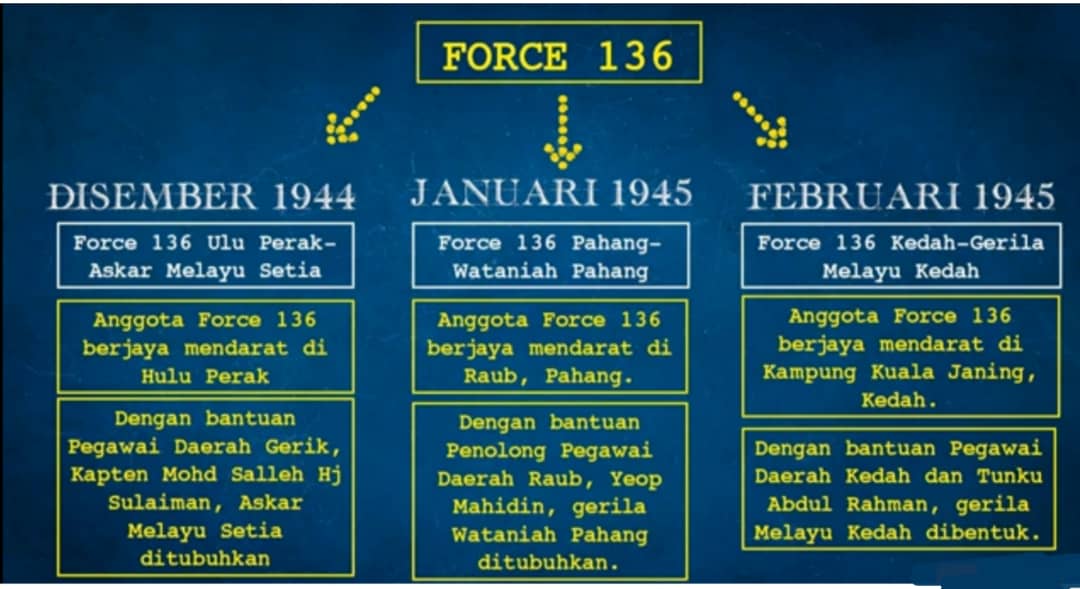 FORCE 136
DISEMBER 1944
Force 136 Ulu Perak-
Askar Melayu Setia
Anggota Force 136
berjaya mendarat di
Hulu Perak
Dengan bantuan
Pegawai Daerah Gerik,
Kapten Mohd Salleh Hj
Sulaiman, Askar
Melayu Setia
ditubuhkan
JANUARI 1945
Force 136 Pahang-
Wataniah Pahang
Anggota Force 136
berjaya mendarat di
Raub, Pahang.
Dengan bantuan
Penolong Pegawai
Daerah Raub, Yeop
Mahidin, gerila
Wataniah Pahang
ditubuhkan.
FEBRUARI 1945
Force 136 Kedah-Gerila
Melayu Kedah
Anggota Force 136
berjaya mendarat di
Kampung Kuala Janing,
Kedah.
Dengan bantuan Pegawai
Daerah Kedah dan Tunku
Abdul Rahman, gerila
Melayu Kedah dibentuk.